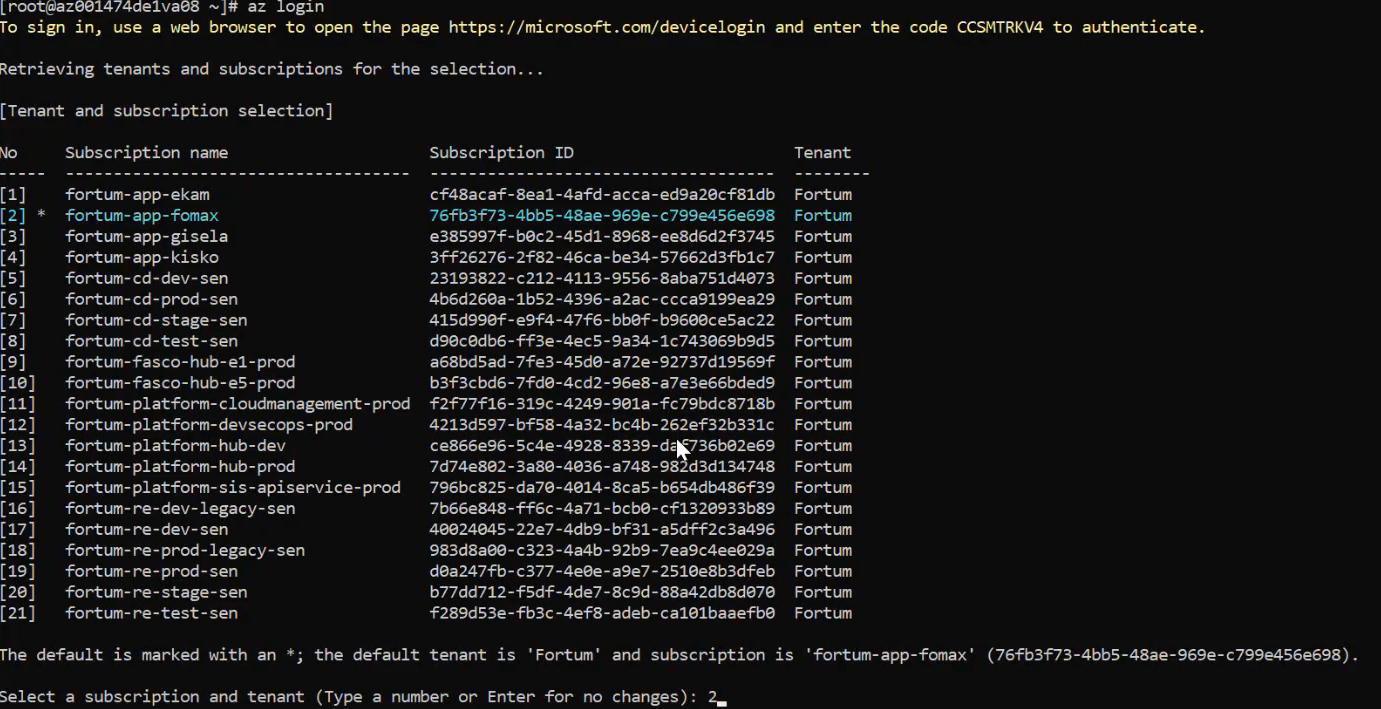 [root@az001474de1va08 ~]# az login
To sign in, use a web browser to open the page https://microsoft.com/devicelogin and enter the code CCSMTRKV4 to authenticate.
Retrieving tenants and subscriptions for the selection...
[Tenant and subscription selection]
No Subscription name Subscription ID Tenant
----- ------------------------------------ ------------------------------------ --------
[1] fortum-app-ekam cf48acaf-8ea1-4afd-acca-ed9a20cf81db Fortum
[2] * fortum-app-fomax 76fb3f73-4bb5-48ae-969e-c799e456e698 Fortum
[3] fortum-app-gisela e385997f-b0c2-45d1-8968-ee8d6d2f3745 Fortum
[4] fortum-app-kisko 3ff26276-2f82-46ca-be34-57662d3fb1c7 Fortum
[5] fortum-cd-dev-sen 23193822-c212-4113-9556-8aba751d4073 Fortum
[6] fortum-cd-prod-sen 4b6d260a-1b52-4396-a2ac-ccca9199ea29 Fortum
[7] fortum-cd-stage-sen 415d990f-e9f4-47f6-bb0f-b9600ce5ac22 Fortum
[8] fortum-cd-test-sen d90c0db6-ff3e-4ec5-9a34-1c743069b9d5 Fortum
[9] fortum-fasco-hub-e1-prod a68bd5ad-7fe3-45d0-a72e-92737d19569f Fortum
[10] fortum-fasco-hub-e5-prod b3f3cbd6-7fd0-4cd2-96e8-a7e3e66bded9 Fortum
[11] fortum-platform-cloudmanagement-prod f2f77f16-319c-4249-901a-fc79bdc8718b Fortum
[12] fortum-platform-devsecops-prod 4213d597-bf58-4a32-bc4b-262ef32b331c Fortum
[13] fortum-platform-hub-dev ce866e96-5c4e-4928-8339-daf736b02e69 Fortum
[14] fortum-platform-hub-prod 7d74e802-3a80-4036-a748-982d3d134748 Fortum
[15] fortum-platform-sis-apiservice-prod 796bc825-da70-4014-8ca5-b654db486f39 Fortum
[16] fortum-re-dev-legacy-sen 7b66e848-ff6c-4a71-bcb0-cf1320933b89 Fortum
[17] fortum-re-dev-sen 40024045-22e7-4db9-bf31-a5dff2c3a496 Fortum
[18] fortum-re-prod-legacy-sen 983d8a00-c323-4a4b-92b9-7ea9c4ee029a Fortum
[19] fortum-re-prod-sen d0a247fb-c377-4e0e-a9e7-2510e8b3dfeb Fortum
[20] fortum-re-stage-sen b77dd712-f5df-4de7-8c9d-88a42db8d070 Fortum
[21] fortum-re-test-sen f289d53e-fb3c-4ef8-adeb-ca101baaefb0 Fortum
The default is marked with an *; the default tenant is 'Fortum' and subscription is 'fortum-app-fomax' (76fb3f73-4bb5-48ae-969e-c799e456e698).
Select a subscription and tenant (Type a number or Enter for no changes): 2